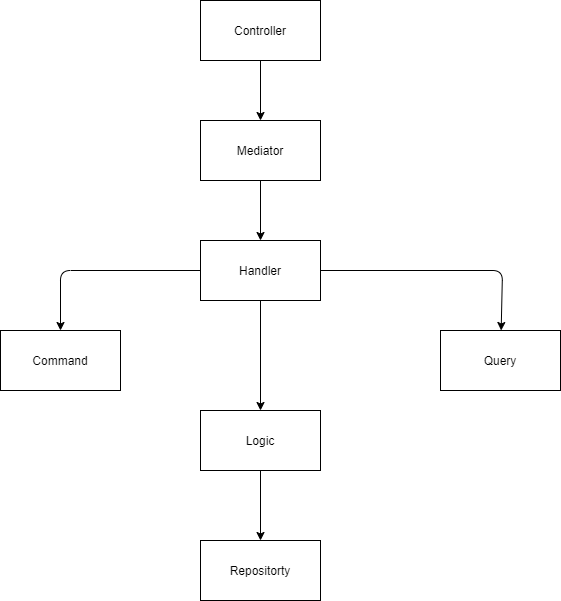 Controller
Mediator
Handler
Command
Query
Logic
Repositorty